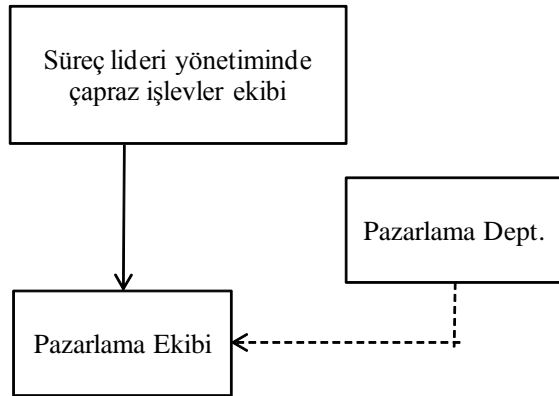 Süreç lideri yönetiminde
çapraz işlevler ekibi
Pazarlama Dept.
Pazarlama Ekibi